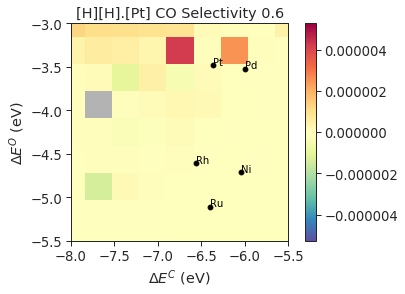 [H][H].[Pt] CO Selectivity 0.6
−3.0
−3.5
−4.0
−4.5
−5.0
−5.5
ΔE^O (eV)
Pt
Pd
Rh
Ni
Ru
−8.0 −7.5 −7.0 −6.5 −6.0 −5.5
ΔE^C (eV)
0.000004
0.000002
0.000000
−0.000002
−0.000004